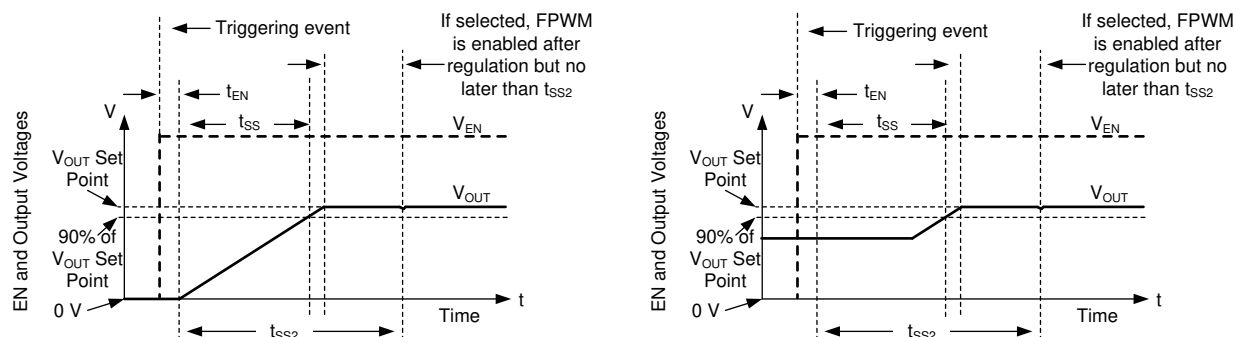 Triggering event
If selected, FPWM
is enabled after
regulation but no
later than tSS2
tEN
V
tSS
VEN
EN and Output Voltages
VOUT Set
Point
VOUT
90% of
VOUT Set
Point
0 V
t
Time
tSS2
Triggering event
If selected, FPWM
is enabled after
regulation but no
later than tSS2
tEN
V
tSS
VEN
EN and Output Voltages
VOUT Set
Point
VOUT
90% of
VOUT Set
Point
0 V
t
Time
tSS2